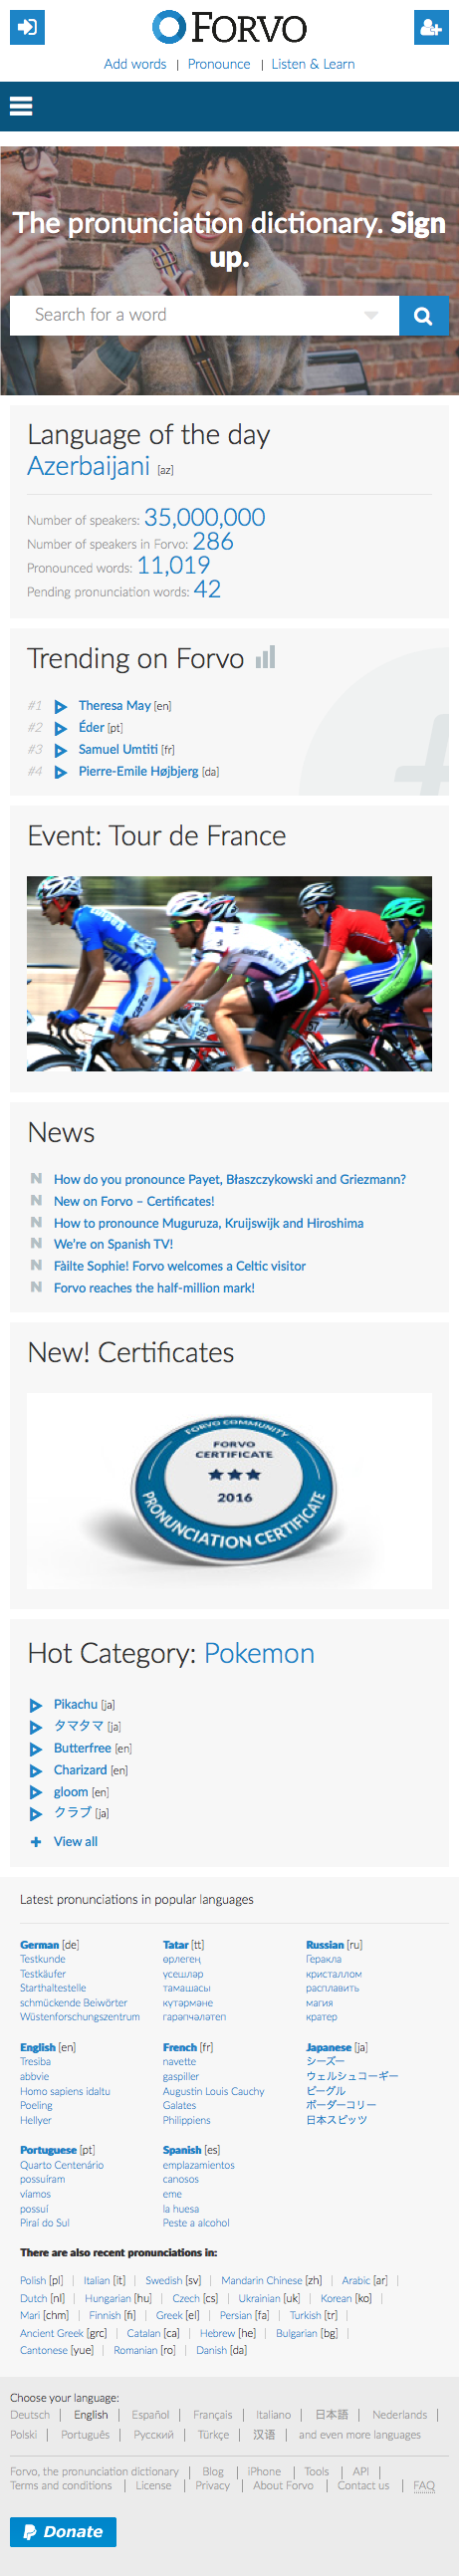 FORVO
Add words | Pronounce | Listen & Learn
The pronunciation dictionary. Sign
up.
Search for a word
Language of the day
Azerbaijani [az]
Number of speakers: 35,000,000
Number of speakers in Forvo: 286
Pronounced words: 11,019
Pending pronunciation words: 42
Trending on Forvo
#1 Theresa May [en]
#2 Éder [pt]
#3 Samuel Umtiti [fr]
#4 Pierre-Emile Højbjerg [da]
Event: Tour de France
News
N How do you pronounce Payet, Błaszczykowski and Griezmann?
N New on Forvo – Certificates!
N How to pronounce Muguruza, Kruijswijk and Hiroshima
N We're on Spanish TV!
N Fàilte Sophie! Forvo welcomes a Celtic visitor
N Forvo reaches the half-million mark!
New! Certificates
FORVO COMMUNITY
FORVO
CERTIFICATE
2016
PRONUNCIATION CERTIFICATE
Hot Category: Pokemon
Pikachu [ja]
タマタマ [ja]
Butterfree [en]
Charizard [en]
gloom [en]
クラブ [ja]
View all
Latest pronunciations in popular languages
German [de]
Testkunde
Testkäufer
Starthaltestelle
schmückende Beiwörter
Wüstenforschungszentrum
Tatar [tt]
өрлегең
үсешләр
тамашасы
күтәрмәне
гарәпчәләтеп
Russian [ru]
Геракла
кристаллом
расплавить
магия
кратер
English [en]
Tresiba
abbvie
Homo sapiens idaltu
Poeling
Hellyer
French [fr]
navette
gaspiller
Augustin Louis Cauchy
Galates
Philippiens
Japanese [ja]
シーズー
ウェルシュコーギー
ビーグル
ボーダーコリー
日本スピッツ
Portuguese [pt]
Quarto Centenário
possuíram
víamos
possuí
Piraí do Sul
Spanish [es]
emplazamientos
canosos
eme
la huesa
Peste a alcohol
There are also recent pronunciations in:
Polish [pl] | Italian [it] | Swedish [sv] | Mandarin Chinese [zh] | Arabic [ar] |
Dutch [nl] | Hungarian [hu] | Czech [cs] | Ukrainian [uk] | Korean [ko] |
Mari [chm] | Finnish [fi] | Greek [el] | Persian [fa] | Turkish [tr] |
Ancient Greek [grc] | Catalan [ca] | Hebrew [he] | Bulgarian [bg] |
Cantonese [yue] | Romanian [ro] | Danish [da]
Choose your language:
Deutsch | English | Español | Français | Italiano | 日本語 | Nederlands |
Polski | Português | Русский | Türkçe | 汉语 | and even more languages
Forvo, the pronunciation dictionary | Blog | iPhone | Tools | API |
Terms and conditions | License | Privacy | About Forvo | Contact us | FAQ
Donate